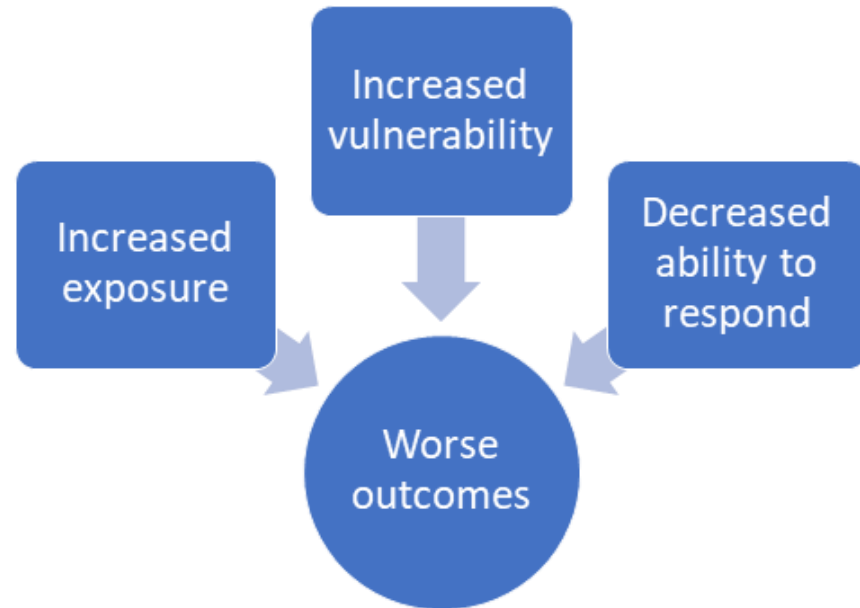 Increased
vulnerability
Increased
exposure
Decreased
ability to
respond
Worse
outcomes